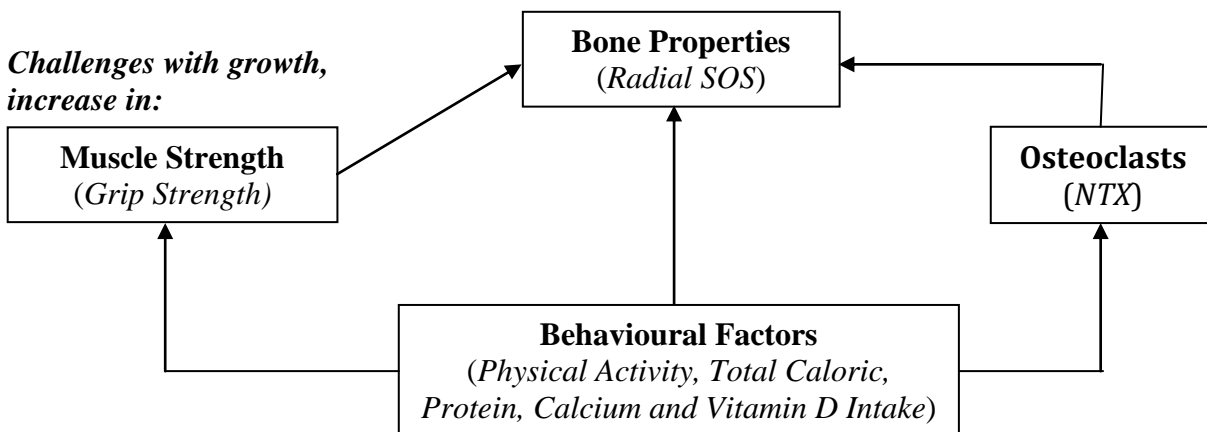 Bone Properties
(Radial SOS)
Challenges with growth,
increase in:
Muscle Strength
(Grip Strength)
Osteoclasts
(NTX)
Behavioural Factors
(Physical Activity, Total Caloric,
Protein, Calcium and Vitamin D Intake)